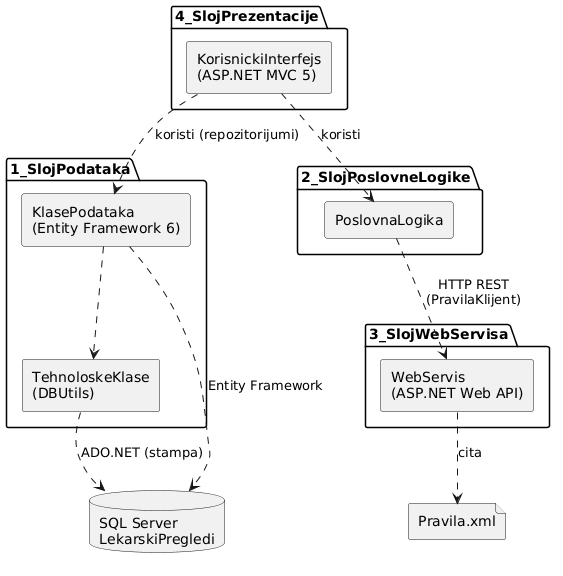 4_SlojPrezentacije
KorisnickiInterfejs
(ASP.NET MVC 5)
koristi (repozitorijumi)
koristi
1_SlojPodataka
KlasePodataka
(Entity Framework 6)
2_SlojPoslovneLogike
PoslovnaLogika
HTTP REST
(PravilaKlijent)
3_SlojWebServisa
WebServis
(ASP.NET Web API)
TehnoloskeKlase
(DBUtils)
Entity Framework
ADO.NET (stampa)
cita
SQL Server
LekarskiPregledi
Pravila.xml